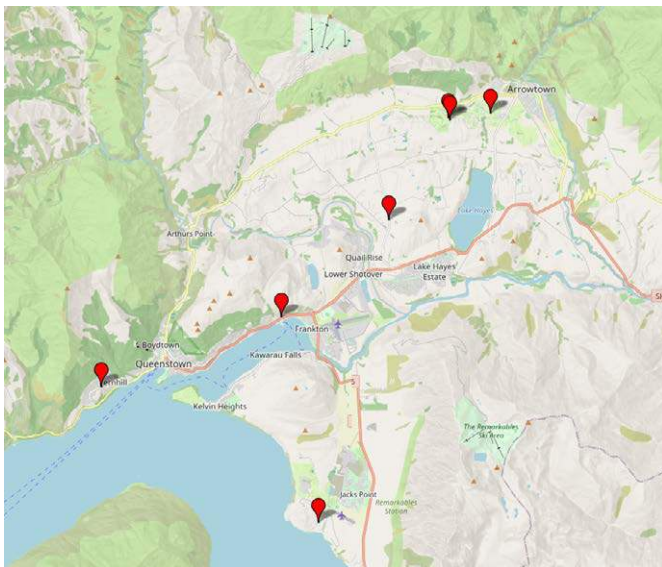 Arrowtown
Lake Hayes
Arthurs Point
Quail Rise
Lower Shotover
Lake Hayes
Estate
Frankton
Boydtown
Kawarau Falls
Queenstown
Kelvin Heights
The Remarkables
Ski Area
Jacks Point
Remarkables
Station